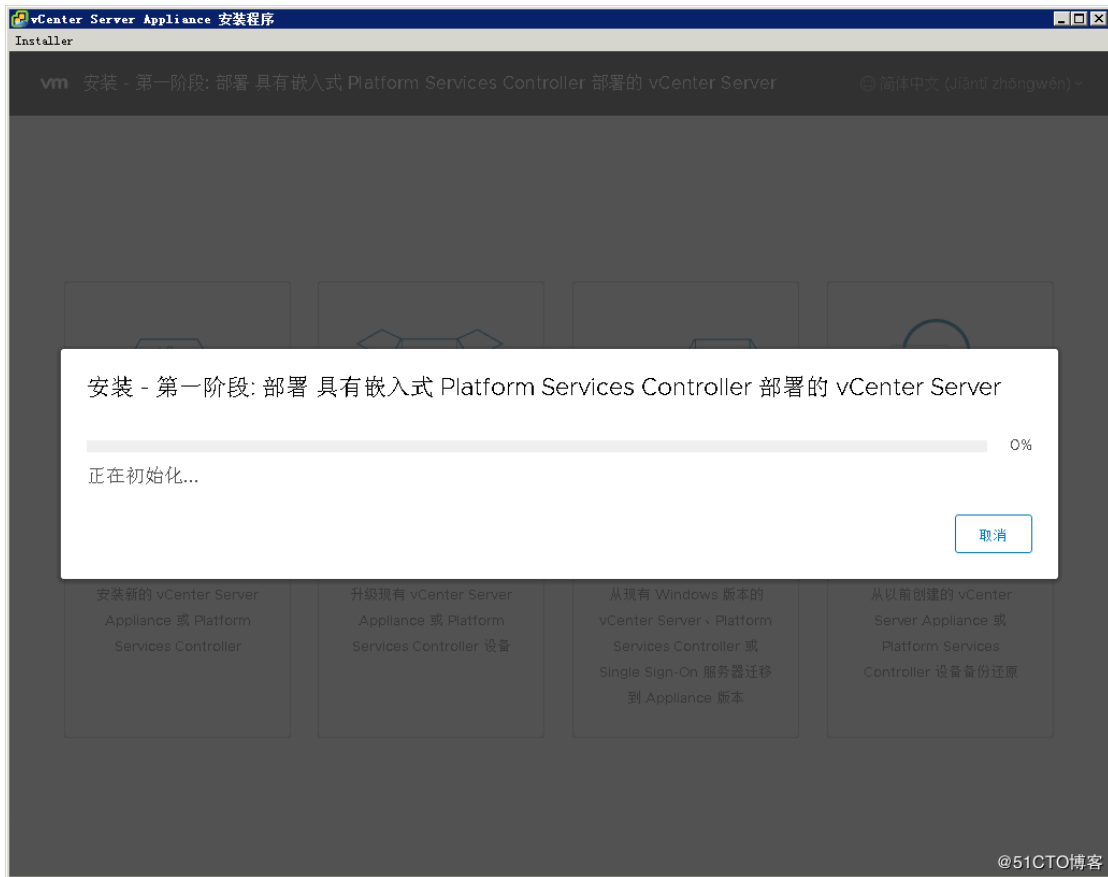 vCenter Server Appliance 安装程序
Installer
vm 安装 - 第一阶段: 部署 具有嵌入式 Platform Services Controller 部署的 vCenter Server
简体中文 (Jiǎntǐ zhōngwén)
安装 - 第一阶段: 部署 具有嵌入式 Platform Services Controller 部署的 vCenter Server
0%
正在初始化...
取消
安装新的 vCenter Server
Appliance 或 Platform
Services Controller
升级现有 vCenter Server
Appliance 或 Platform
Services Controller 设备
从现有 Windows 版本的
vCenter Server、Platform
Services Controller 或
Single Sign-On 服务器迁移
到 Appliance 版本
从以前创建的 vCenter
Server Appliance 或
Platform Services
Controller 设备备份还原
@51CTO博客